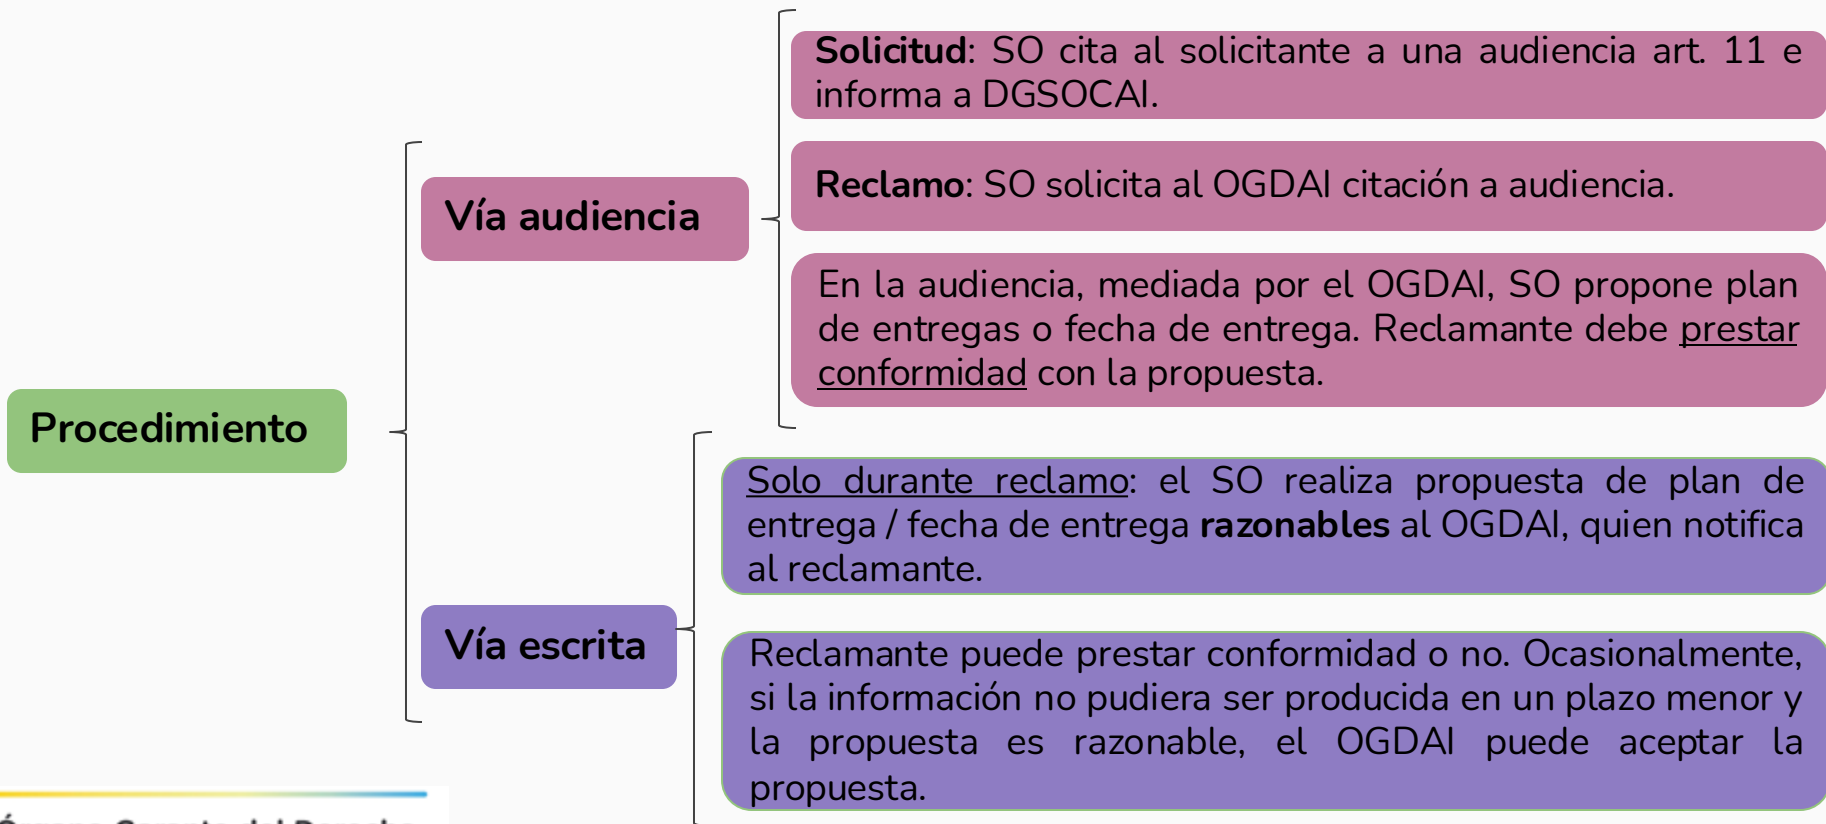 Solicitud: SO cita al solicitante a una audiencia art. 11 e
informa a DGSOCAI.
Reclamo: SO solicita al OGDAI citación a audiencia.
Vía audiencia
En la audiencia, mediada por el OGDAI, SO propone plan
de entregas o fecha de entrega. Reclamante debe prestar
conformidad con la propuesta.
Procedimiento
Solo durante reclamo: el SO realiza propuesta de plan de
entrega / fecha de entrega razonables al OGDAI, quien notifica
al reclamante.
Vía escrita
Reclamante puede prestar conformidad o no. Ocasionalmente,
si la información no pudiera ser producida en un plazo menor y
la propuesta es razonable, el OGDAI puede aceptar la
propuesta.